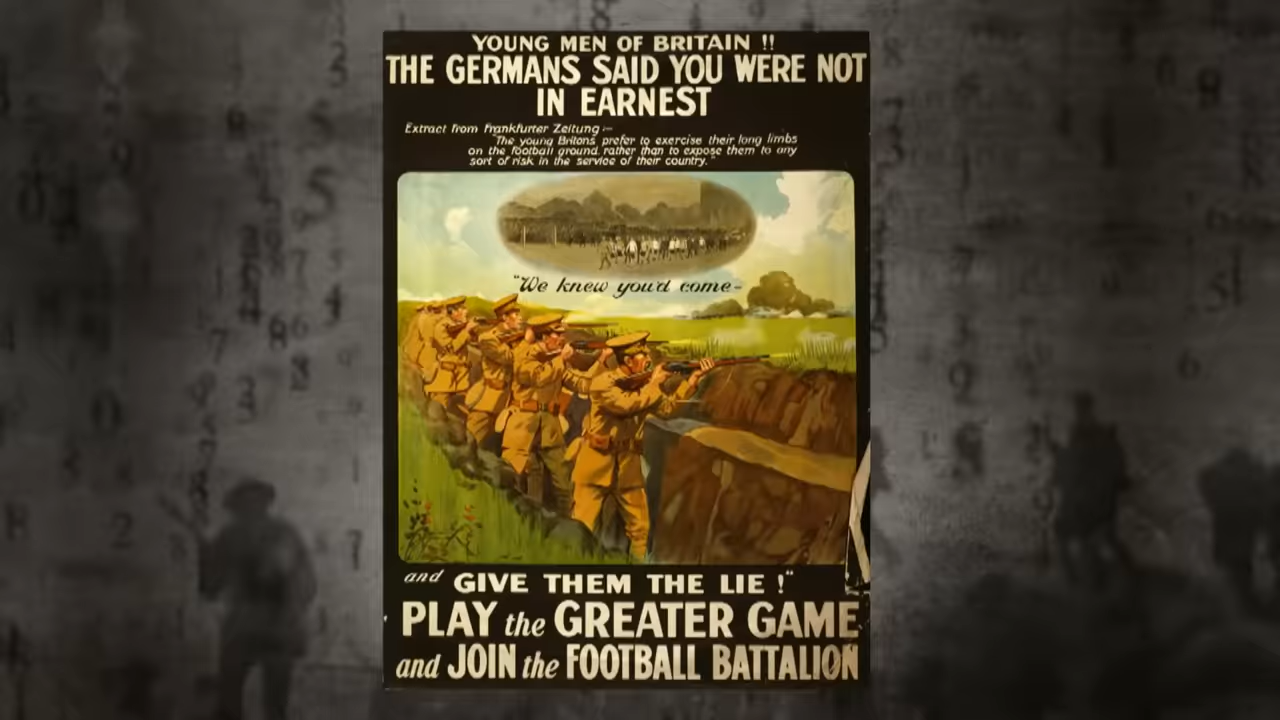 YOUNG MEN OF BRITAIN !!
THE GERMANS SAID YOU WERE NOT
IN EARNEST
Extract from Frankfurter Zeitung:—
"The young Britons prefer to exercise their long limbs
on the football ground, rather than to expose them to any
sort of risk in the service of their country."
"We knew you'd come—
and GIVE THEM THE LIE!"
PLAY the GREATER GAME
and JOIN the FOOTBALL BATTALION